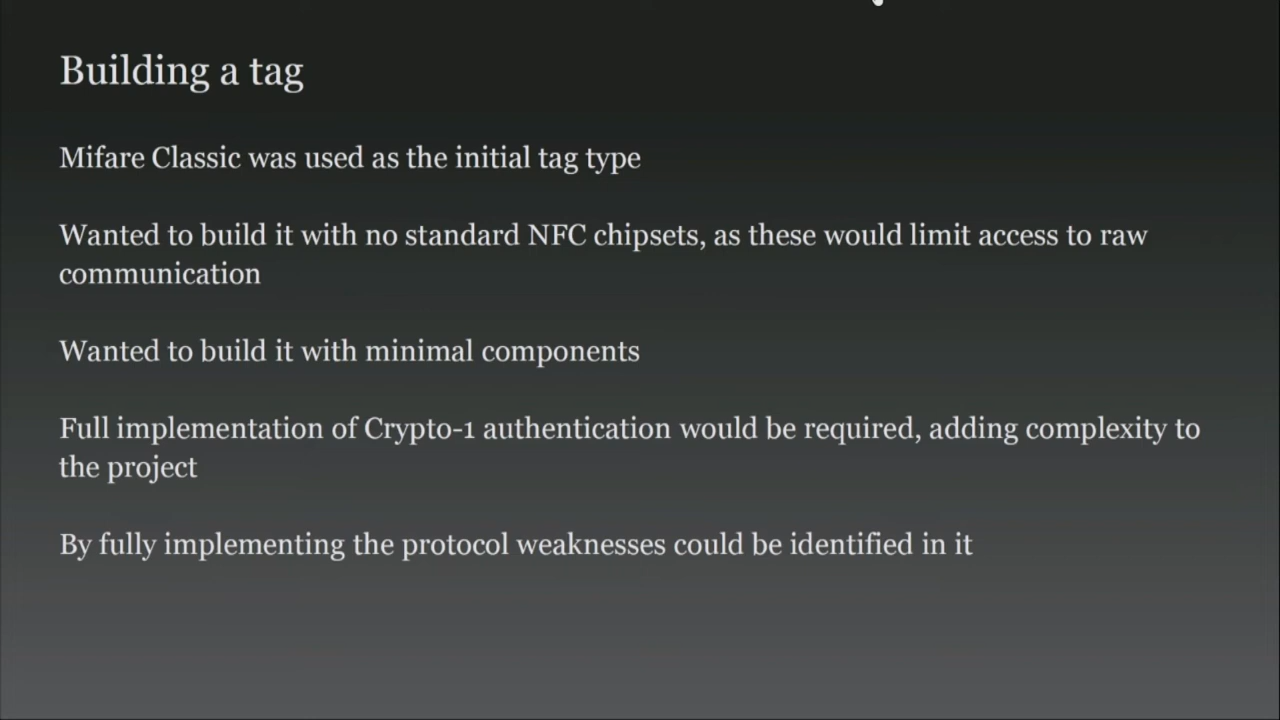 Building a tag
Mifare Classic was used as the initial tag type
Wanted to build it with no standard NFC chipsets, as these would limit access to raw
communication
Wanted to build it with minimal components
Full implementation of Crypto-1 authentication would be required, adding complexity to
the project
By fully implementing the protocol weaknesses could be identified in it